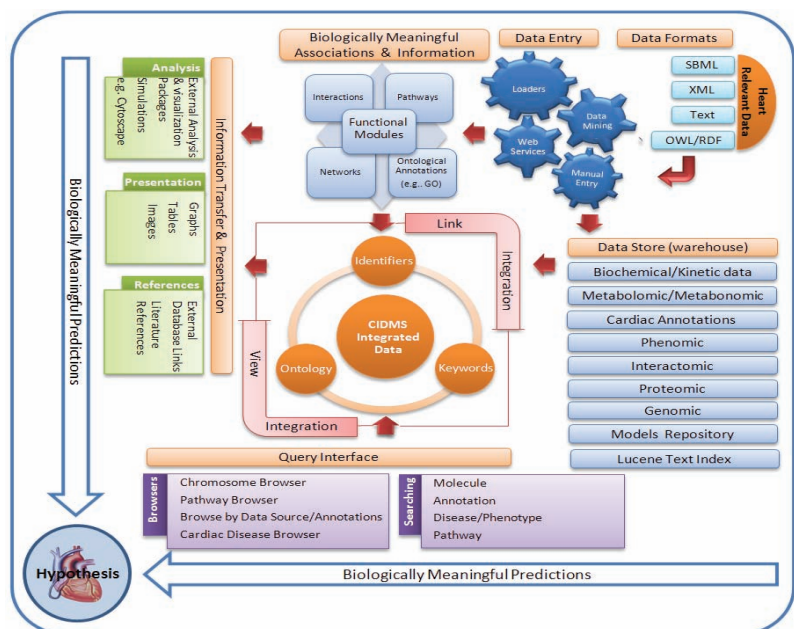 Biologically Meaningful
Associations & Information
Data Entry
Data Formats
Analysis
External Analysis
& visualization
Packages
Simulations
e.g. Cytoscape
Presentation
Graphs
Tables
Images
References
External
Database Links
Literature
References
Information Transfer & Presentation
Biologically Meaningful Predictions
Interactions
Pathways
Functional
Modules
Networks
Ontological
Annotations
(e.g.. GO)
Loaders
Data
Mining
Web
Services
Manual
Entry
SBML
XML
Text
OWL/RDF
Heart
Relevant Data
Link
Integration
View
Integration
Identifiers
CIDMS
Integrated
Data
Ontology
Keywords
Data Store (warehouse)
Biochemical/Kinetic data
Metabolomic/Metabonomic
Cardiac Annotations
Phenomic
Interactomic
Proteomic
Genomic
Models Repository
Lucene Text Index
Query Interface
Browsers
Chromosome Browser
Pathway Browser
Browse by Data Source/Annotations
Cardiac Disease Browser
Searching
Molecule
Annotation
Disease/Phenotype
Pathway
Hypothesis
Biologically Meaningful Predictions